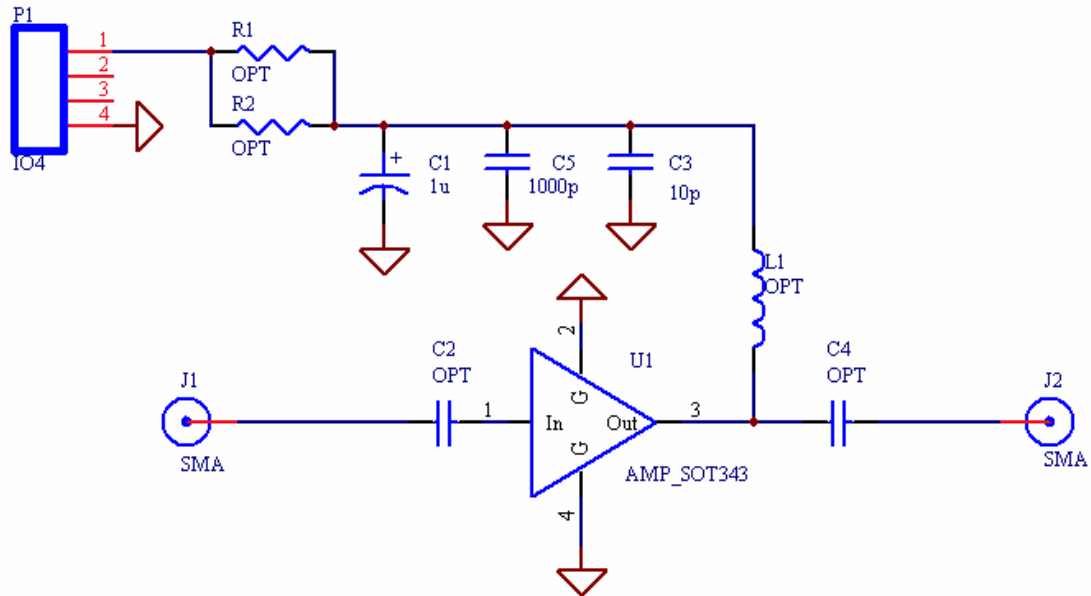 P1
1
2
3
4
IO4
R1
OPT
R2
OPT
C1
1u
C5
1000p
C3
10p
+
L1
OPT
2
U1
C2
OPT
C4
OPT
J1
SMA
1
In
G
G
Out
3
J2
SMA
AMP_SOT343
4